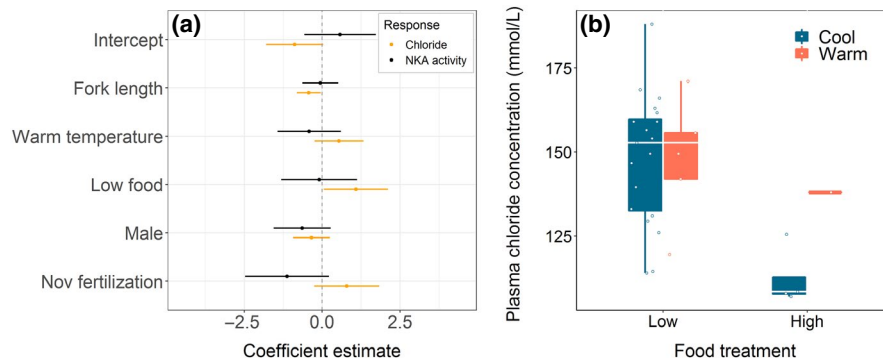 (a)
Response
Chloride
NKA activity
Intercept
Fork length
Warm temperature
Low food
Male
Nov fertilization
−2.5 0.0 2.5
Coefficient estimate
(b)
Cool
Warm
Plasma chloride concentration (mmol/L)
175
150
125
Low High
Food treatment